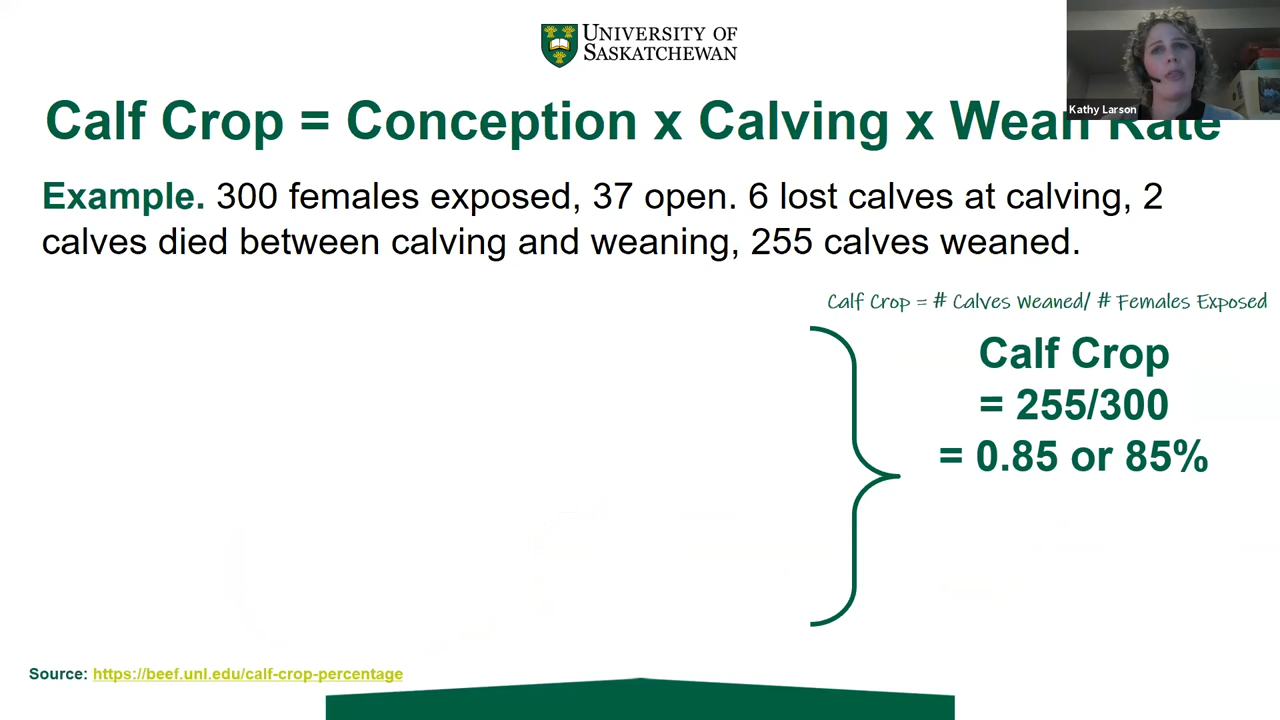 UNIVERSITY OF
SASKATCHEWAN
Kathy Larson
Calf Crop = Conception x Calving x Wean Rate
Example. 300 females exposed, 37 open. 6 lost calves at calving, 2
calves died between calving and weaning, 255 calves weaned.
Calf Crop = # Calves Weaned/ # Females Exposed
Calf Crop
= 255/300
= 0.85 or 85%
Source: https://beef.unl.edu/calf-crop-percentage